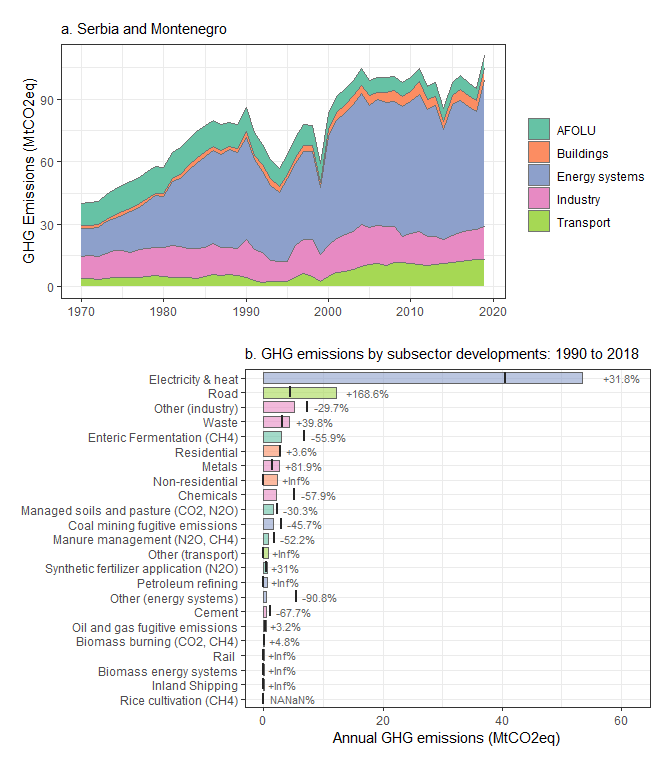 a. Serbia and Montenegro
GHG Emissions (MtCO2eq)
90
60
30
0
1970
1980
1990
2000
2010
2020
AFOLU
Buildings
Energy systems
Industry
Transport
b. GHG emissions by subsector developments: 1990 to 2018
Electricity & heat +31.8%
Road +168.6%
Other (industry) -29.7%
Waste +39.8%
Enteric Fermentation (CH4) -55.9%
Residential +3.6%
Metals +81.9%
Non-residential +Inf%
Chemicals -57.9%
Managed soils and pasture (CO2, N2O) -30.3%
Coal mining fugitive emissions -45.7%
Manure management (N2O, CH4) -52.2%
Other (transport) +Inf%
Synthetic fertilizer application (N2O) +31%
Petroleum refining +Inf%
Other (energy systems) -90.8%
Cement -67.7%
Oil and gas fugitive emissions +3.2%
Biomass burning (CO2, CH4) +4.8%
Rail +Inf%
Biomass energy systems +Inf%
Inland Shipping +Inf%
Rice cultivation (CH4) NANaN%
0
20
40
60
Annual GHG emissions (MtCO2eq)